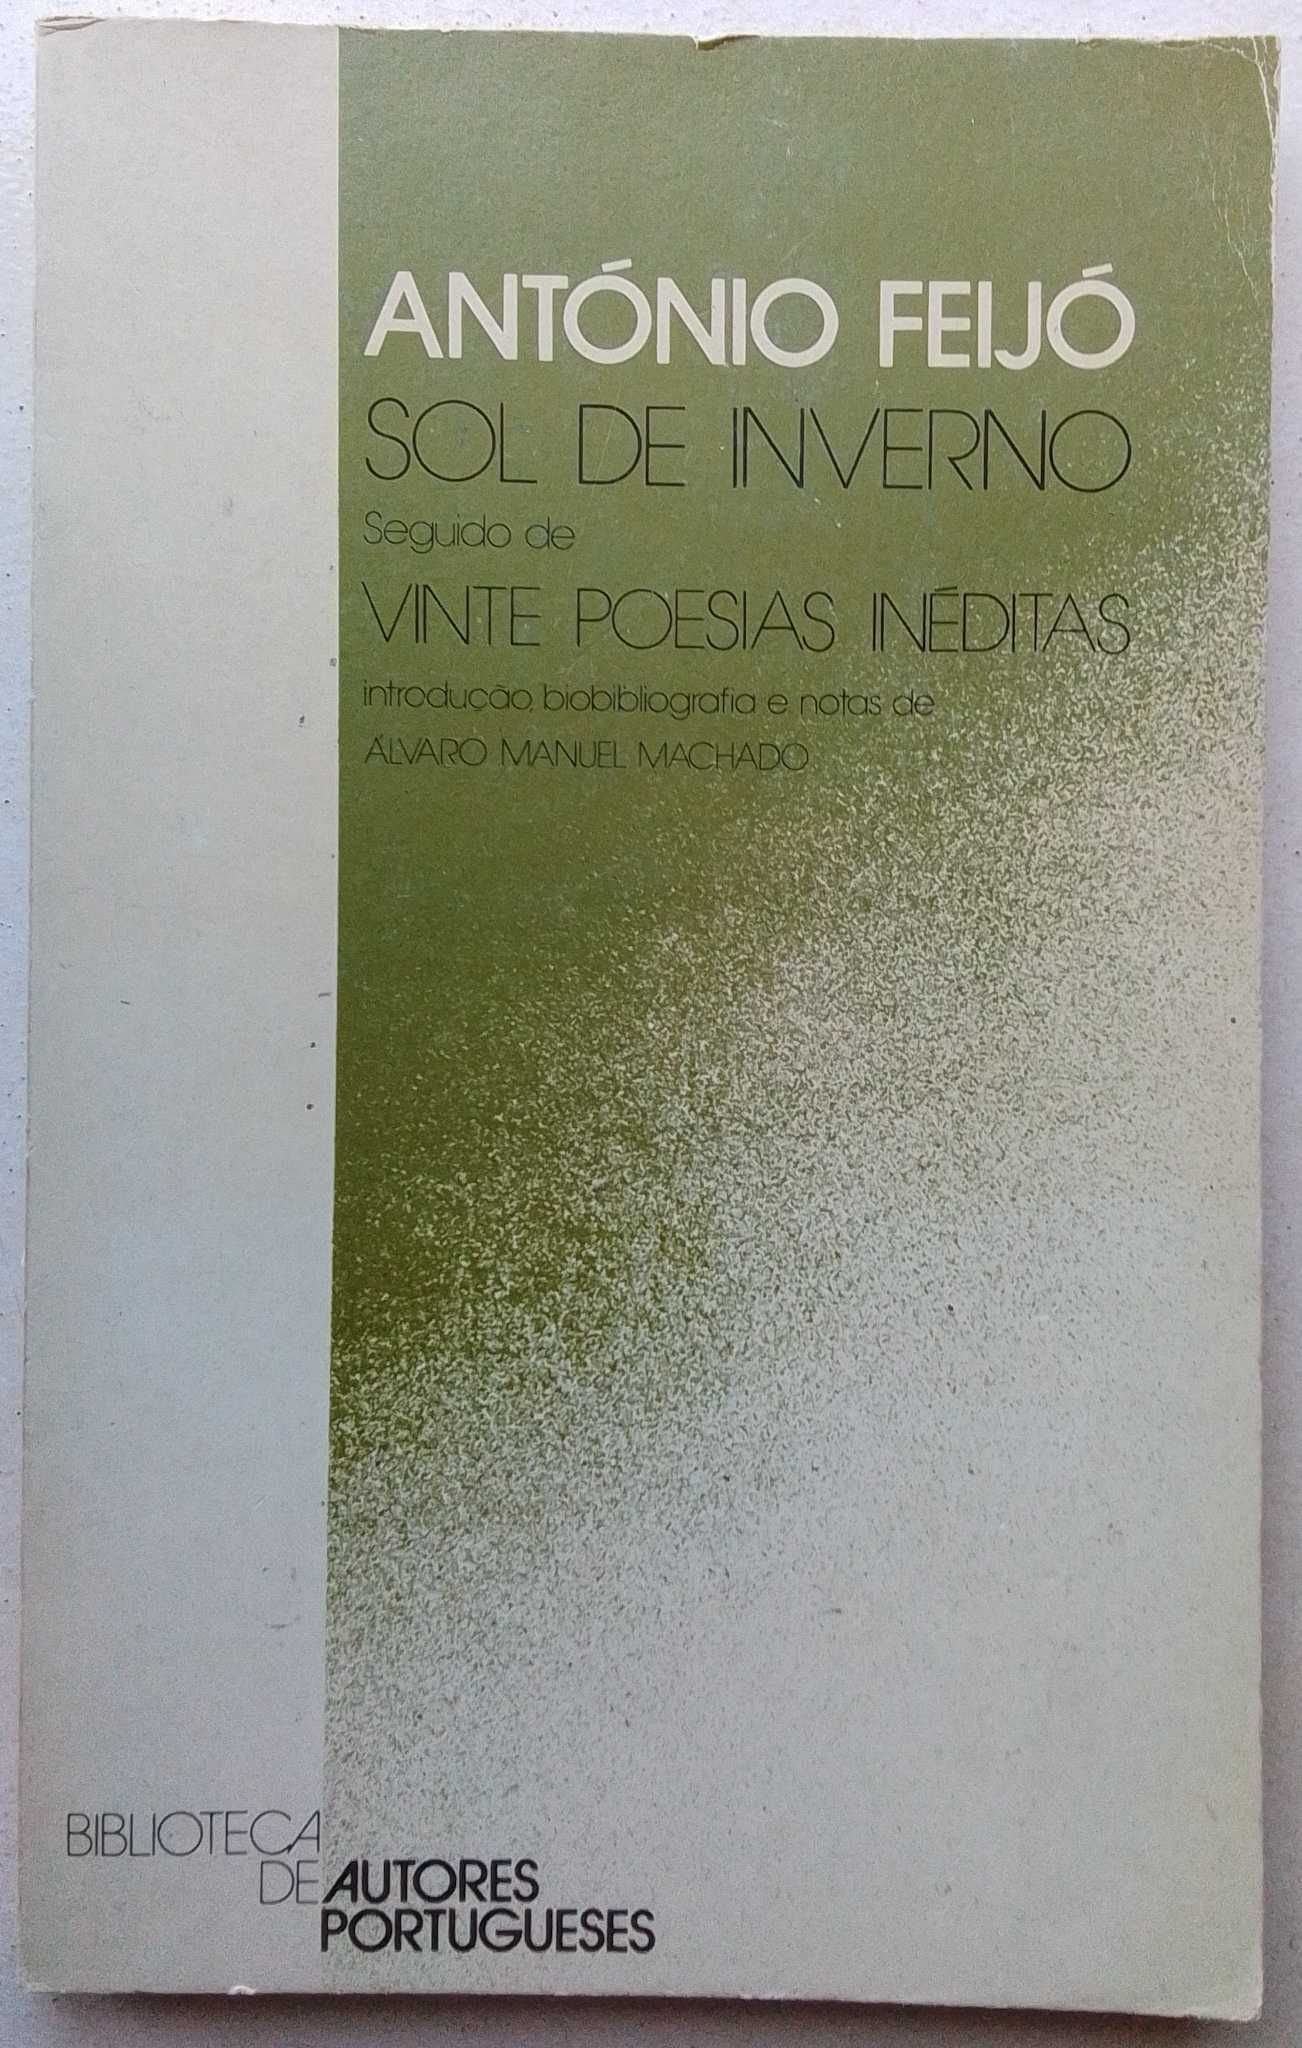 ANTÓNIO FEIJÓ
SOL DE INVERNO
Seguido de
VINTE POESIAS INÉDITAS
introdução, biobibliografia e notas de
ÁLVARO MANUEL MACHADO
BIBLIOTECA
DE AUTORES
PORTUGUESES